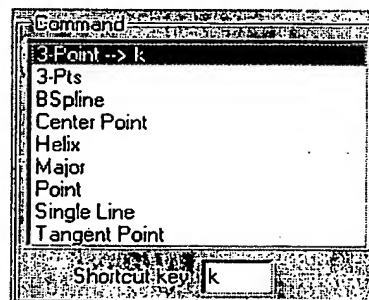 Command
3-Point --> k
3-Pts
BSpline
Center Point
Helix
Major
Point
Single Line
Tangent Point
Shortcut key k